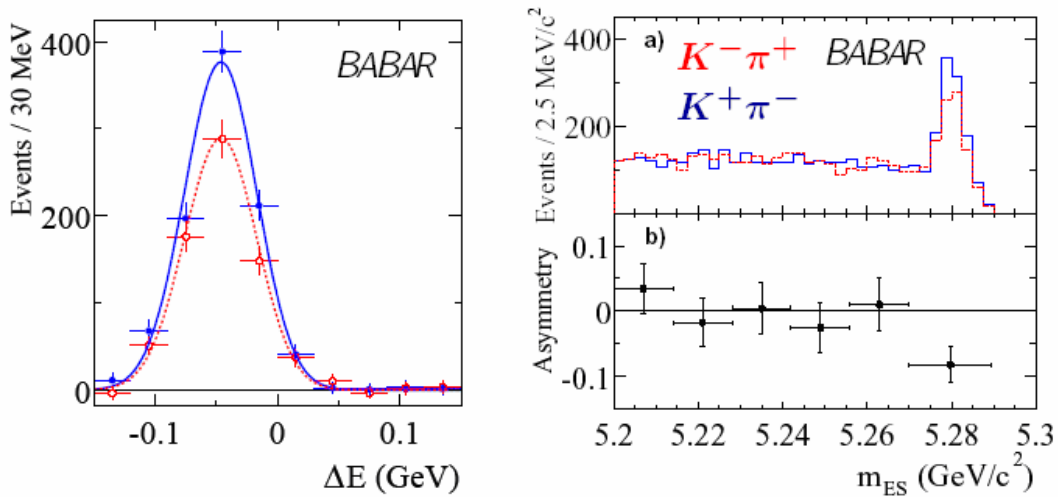 Events / 30 MeV
400
200
0
BABAR
-0.1
0
0.1
ΔE (GeV)
Events / 2.5 MeV/c²
400
200
a)
K⁻π⁺
K⁺π⁻
BABAR
Asymmetry
0.1
0
-0.1
b)
5.2
5.22
5.24
5.26
5.28
5.3
m_ES (GeV/c²)